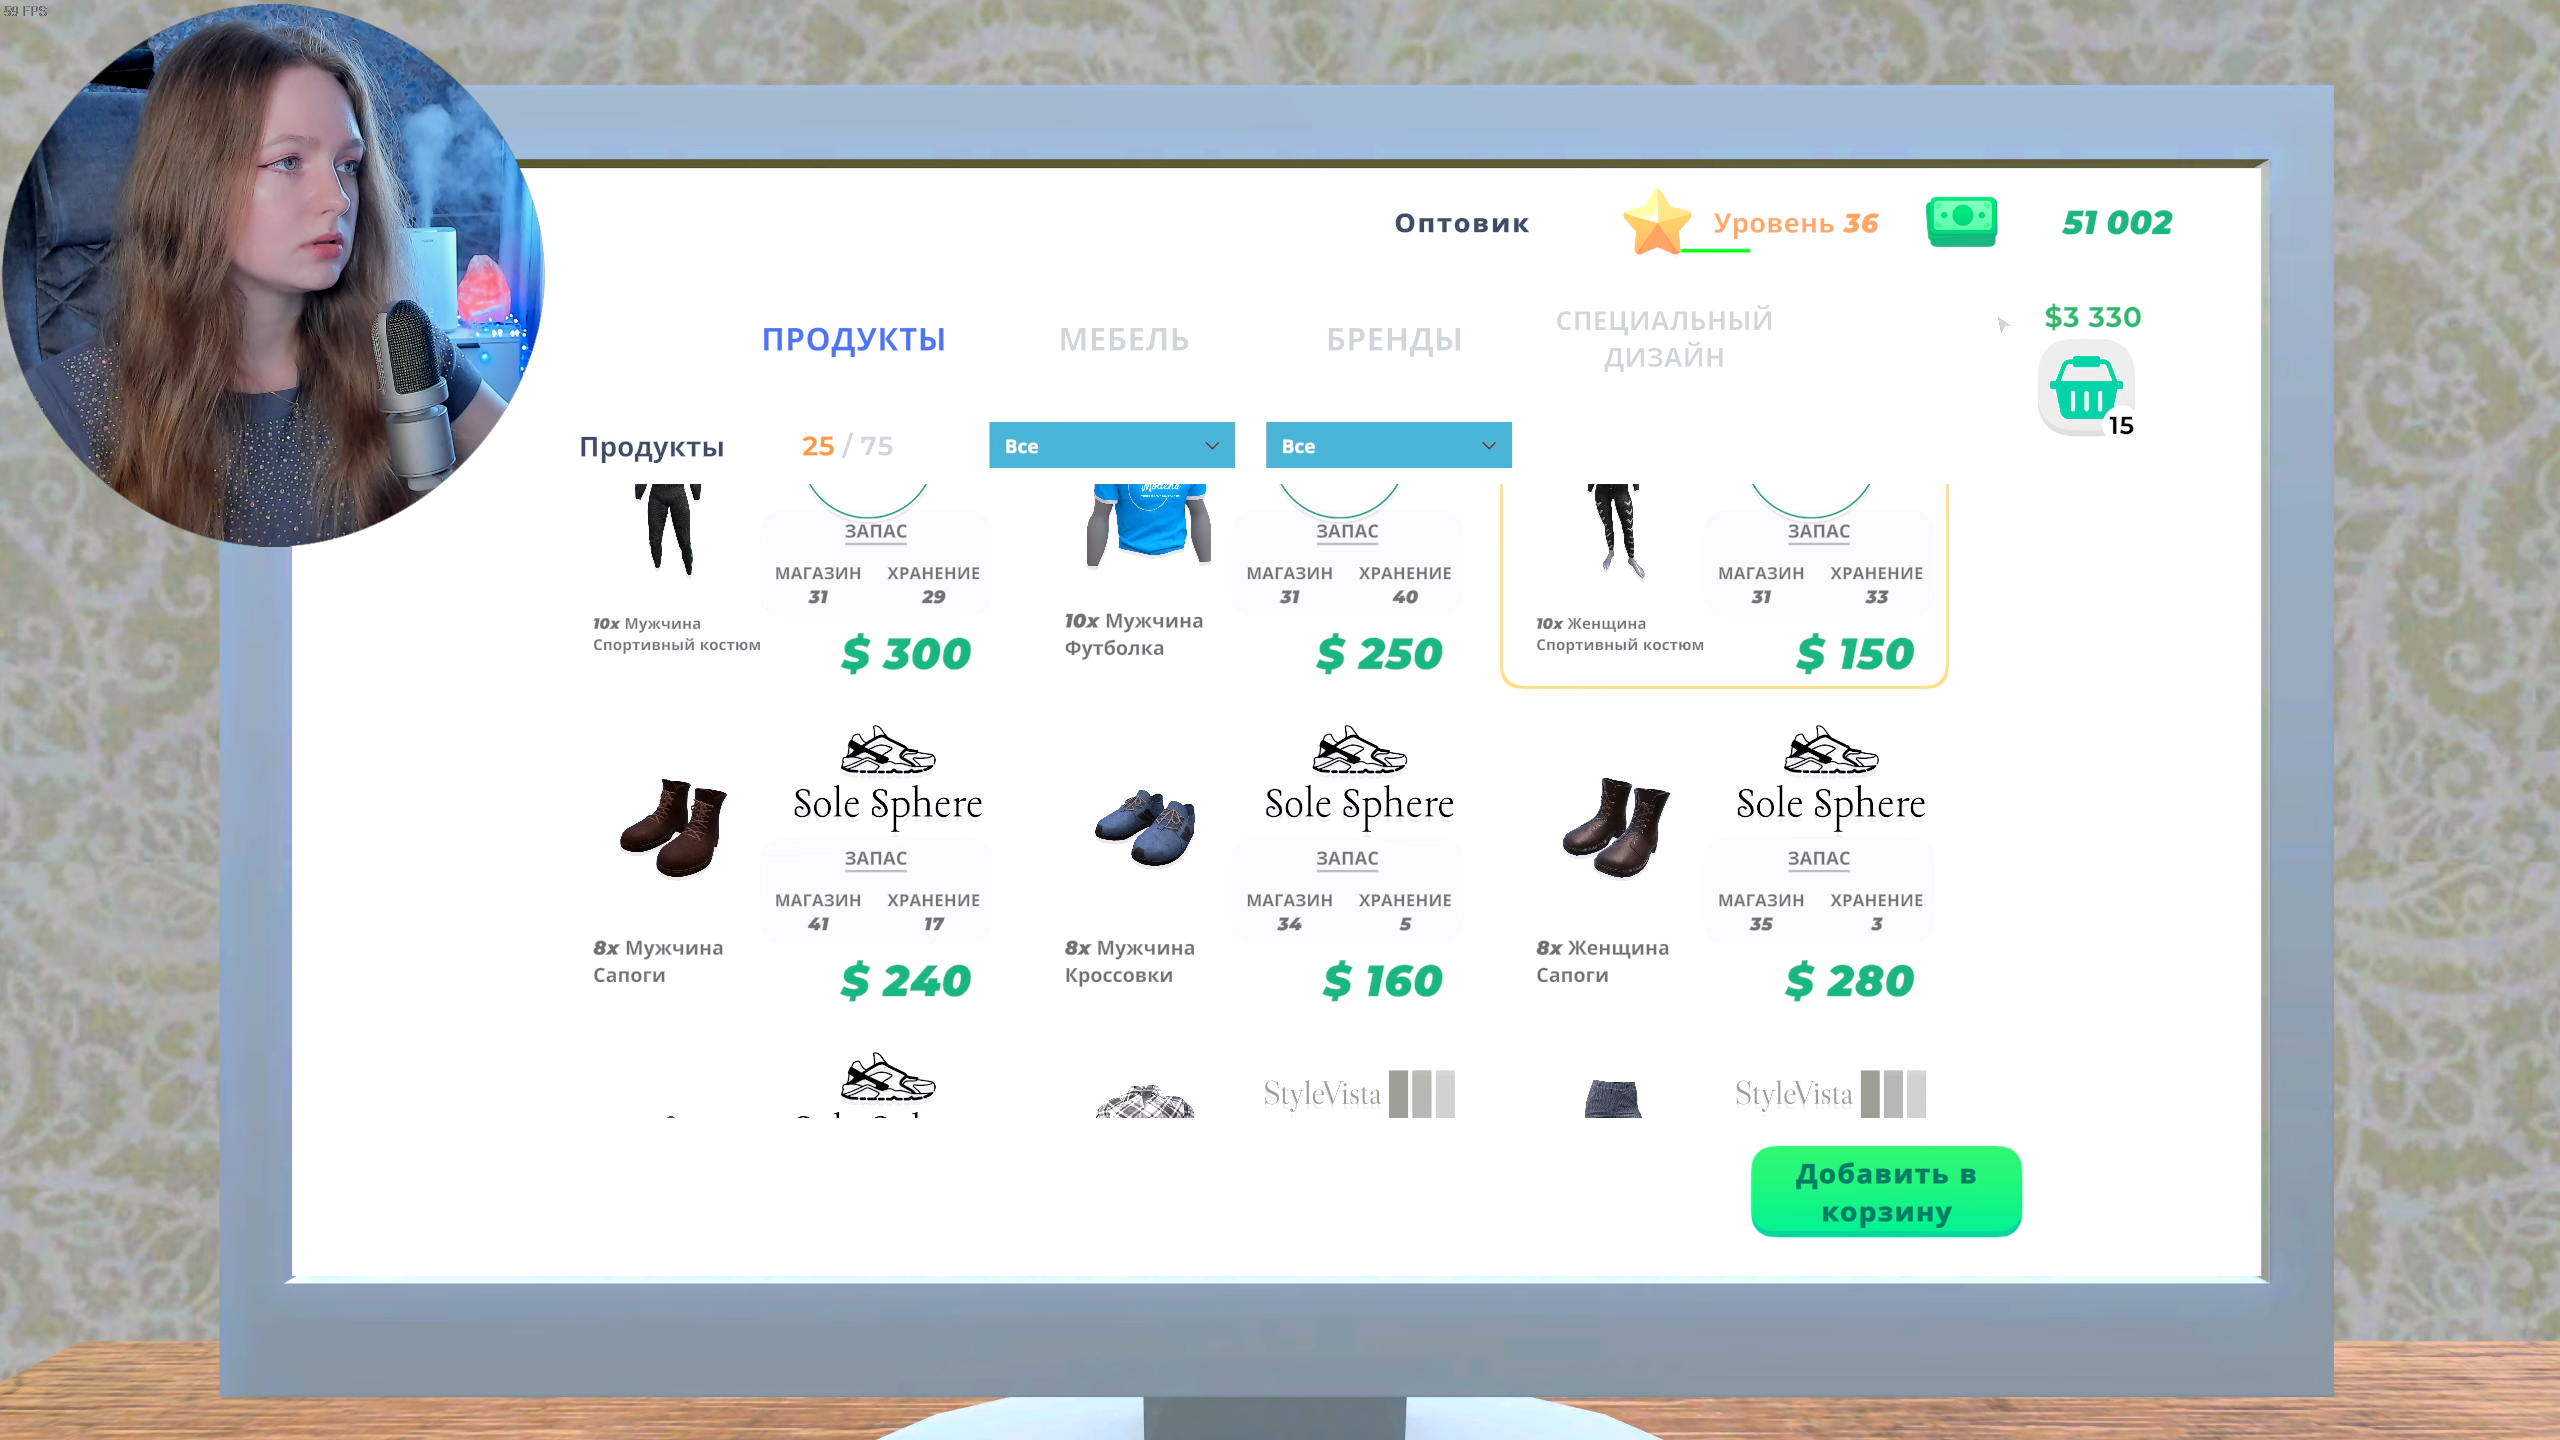 59 FPS
Оптовик
Уровень 36
51 002
ПРОДУКТЫ
МЕБЕЛЬ
БРЕНДЫ
СПЕЦИАЛЬНЫЙ
ДИЗАЙН
$3 330
15
Продукты
25 / 75
Все
Все
ЗАПАС
МАГАЗИН ХРАНЕНИЕ
31 29
10x Мужчина
Спортивный костюм
$ 300
ЗАПАС
МАГАЗИН ХРАНЕНИЕ
31 40
10x Мужчина
Футболка
$ 250
ЗАПАС
МАГАЗИН ХРАНЕНИЕ
31 33
10x Женщина
Спортивный костюм
$ 150
Sole Sphere
ЗАПАС
МАГАЗИН ХРАНЕНИЕ
41 17
8x Мужчина
Сапоги
$ 240
Sole Sphere
ЗАПАС
МАГАЗИН ХРАНЕНИЕ
34 5
8x Мужчина
Кроссовки
$ 160
Sole Sphere
ЗАПАС
МАГАЗИН ХРАНЕНИЕ
35 3
8x Женщина
Сапоги
$ 280
StyleVista
StyleVista
Добавить в
корзину